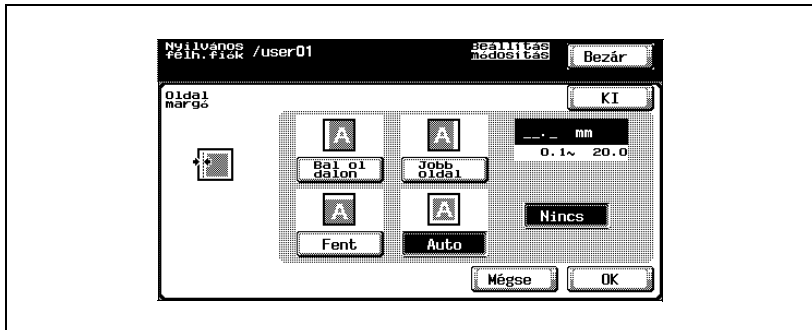 Nyilvános
félh.fiók /user01
Beállítás
módosítás
Bezár
Oldal
margó
KI
A
A
__._ mm
0.1~ 20.0
Bal ol
dalon
Jobb
oldal
A
A
Nincs
Fent
Auto
Mégse
OK